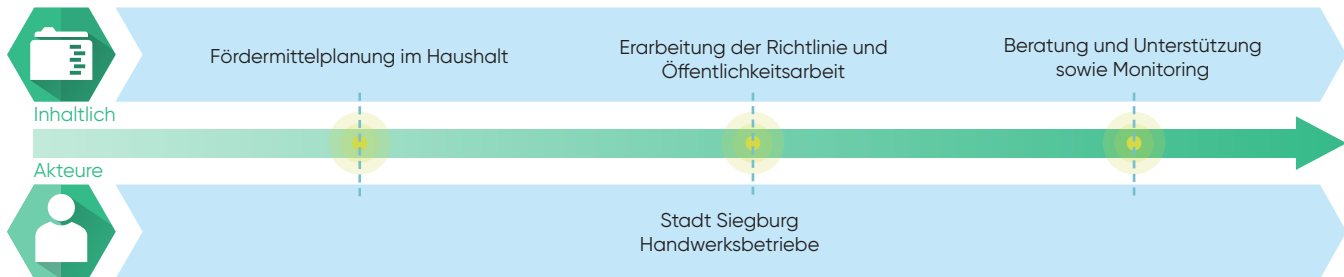 Fördermittelplanung im Haushalt
Erarbeitung der Richtlinie und
Öffentlichkeitsarbeit
Beratung und Unterstützung
sowie Monitoring
Inhaltlich
Akteure
Stadt Siegburg
Handwerksbetriebe